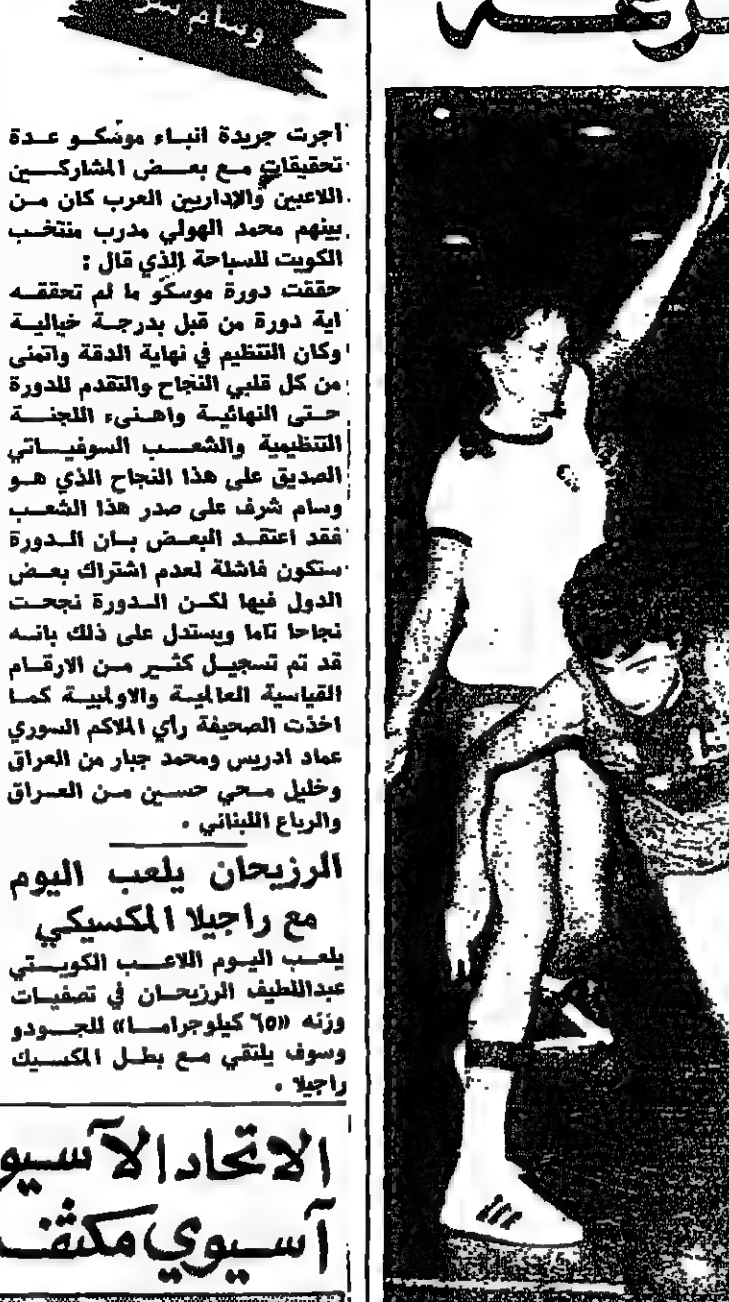 وسام
اجرت جريدة انباء موسكو عدة
تحقيقات مع بعض المشاركين
اللاعبين والإداريين العرب كان من
بينهم محمد الهولي مدرب منتخب
الكويت للسباحة الذي قال :
حققت دورة موسكو ما لم تحققه
اية دورة من قبل بدرجة خيالية
وكان التنظيم في نهاية الدقة واتمنى
من كل قلبي النجاح والتقدم للدورة
حتى النهائية واهنىء اللجنة
التنظيمية والشعب السوفياتي
الصديق على هذا النجاح الذي هو
وسام شرف على صدر هذا الشعب
فقد اعتقد البعض بان الدورة
ستكون فاشلة لعدم اشتراك بعض
الدول فيها لكن الدورة نجحت
نجاحا تاما ويستدل على ذلك بانه
قد تم تسجيل كثير من الارقام
القياسية العالمية والاولمبية كما
اخذت الصحيفة رأي الملاكم السوري
عماد ادريس ومحمد جبار من العراق
وخليل محي حسين من العراق
والرباع اللبناني .
الرزيحان يلعب اليوم
مع راجيلا المكسيكي
يلعب اليوم اللاعب الكويتي
عبداللطيف الرزيحان في تصفيات
وزنه «٦٥ كيلوجراما» للجودو
وسوف يلتقي مع بطل المكسيك
راجيلا .
الاتحاد الآسيو
آسيوي مكثف